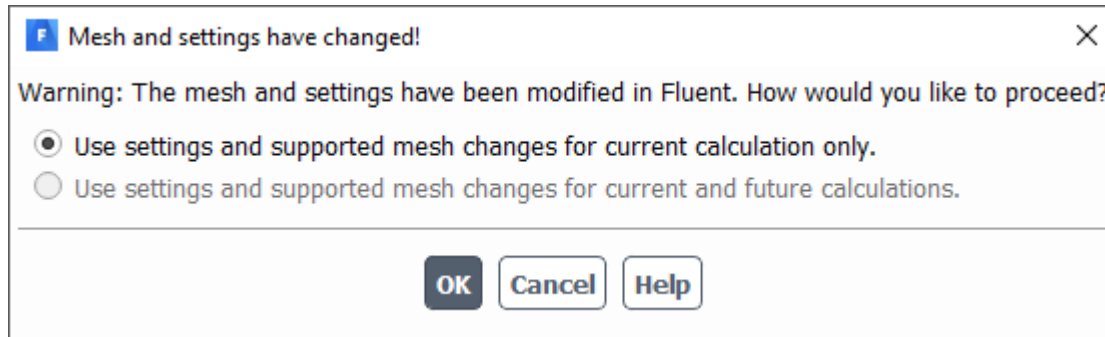 F Mesh and settings have changed!
Warning: The mesh and settings have been modified in Fluent. How would you like to proceed?
Use settings and supported mesh changes for current calculation only.
Use settings and supported mesh changes for current and future calculations.
OK Cancel Help